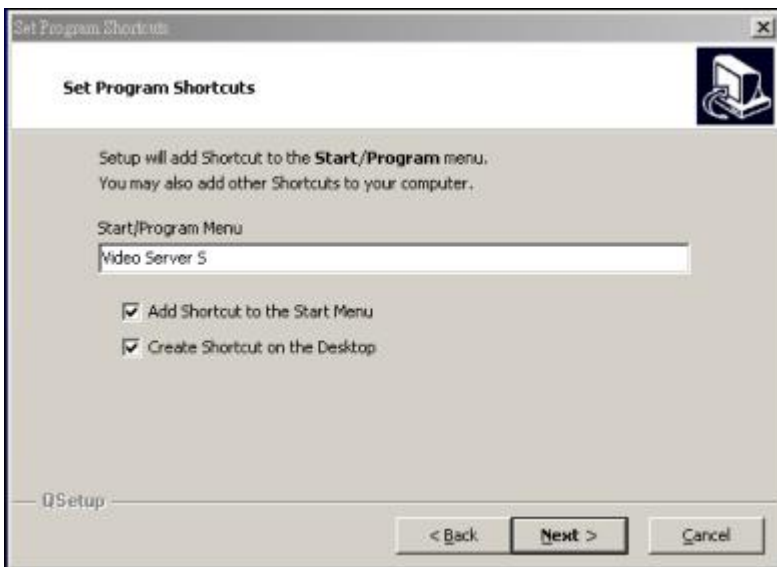 Set Program Shortcuts
Set Program Shortcuts
Setup will add Shortcut to the Start/Program menu.
You may also add other Shortcuts to your computer.
Start/Program Menu
Video Server S
Add Shortcut to the Start Menu
Create Shortcut on the Desktop
QSetup
< Back
Next >
Cancel